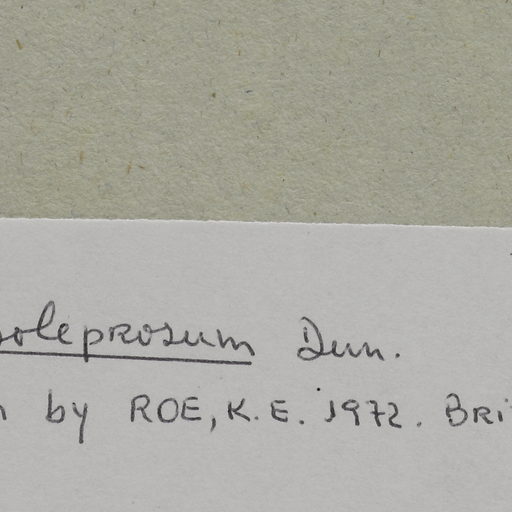 oleprosum Dun.
by ROE, K. E. 1972. BRI